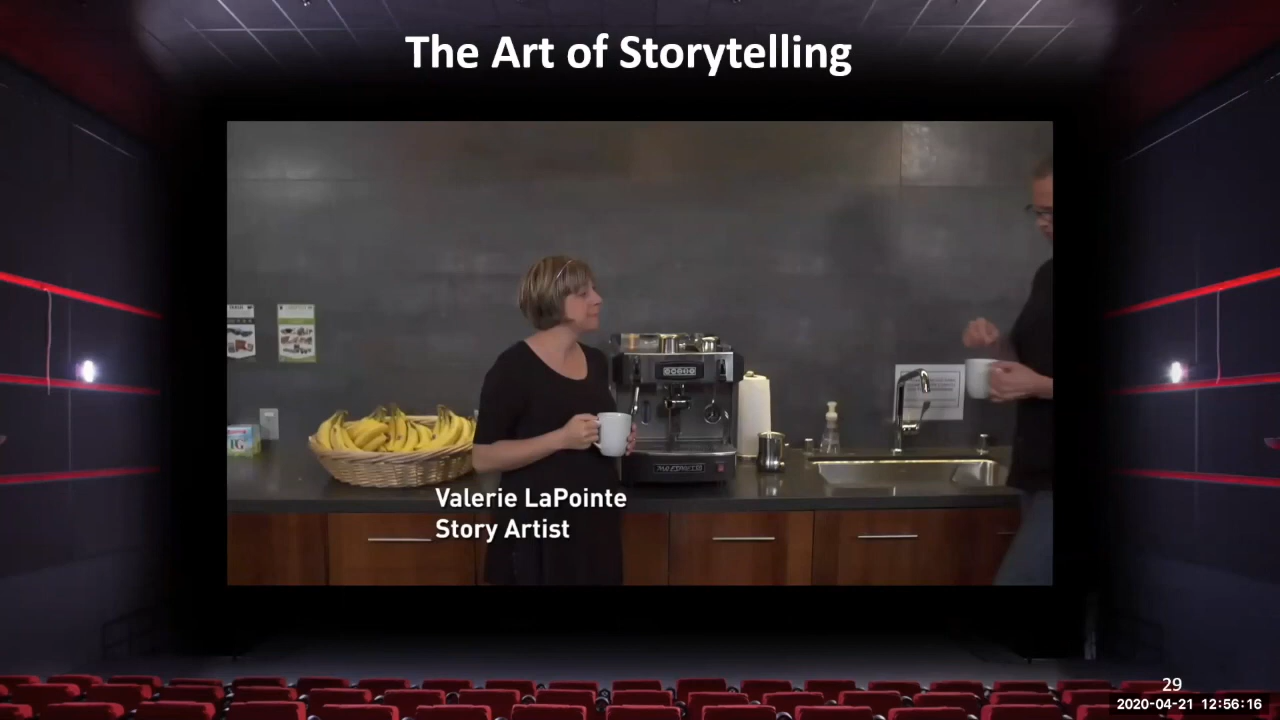 The Art of Storytelling
Valerie LaPointe
Story Artist
29
2020-04-21 12:56:16